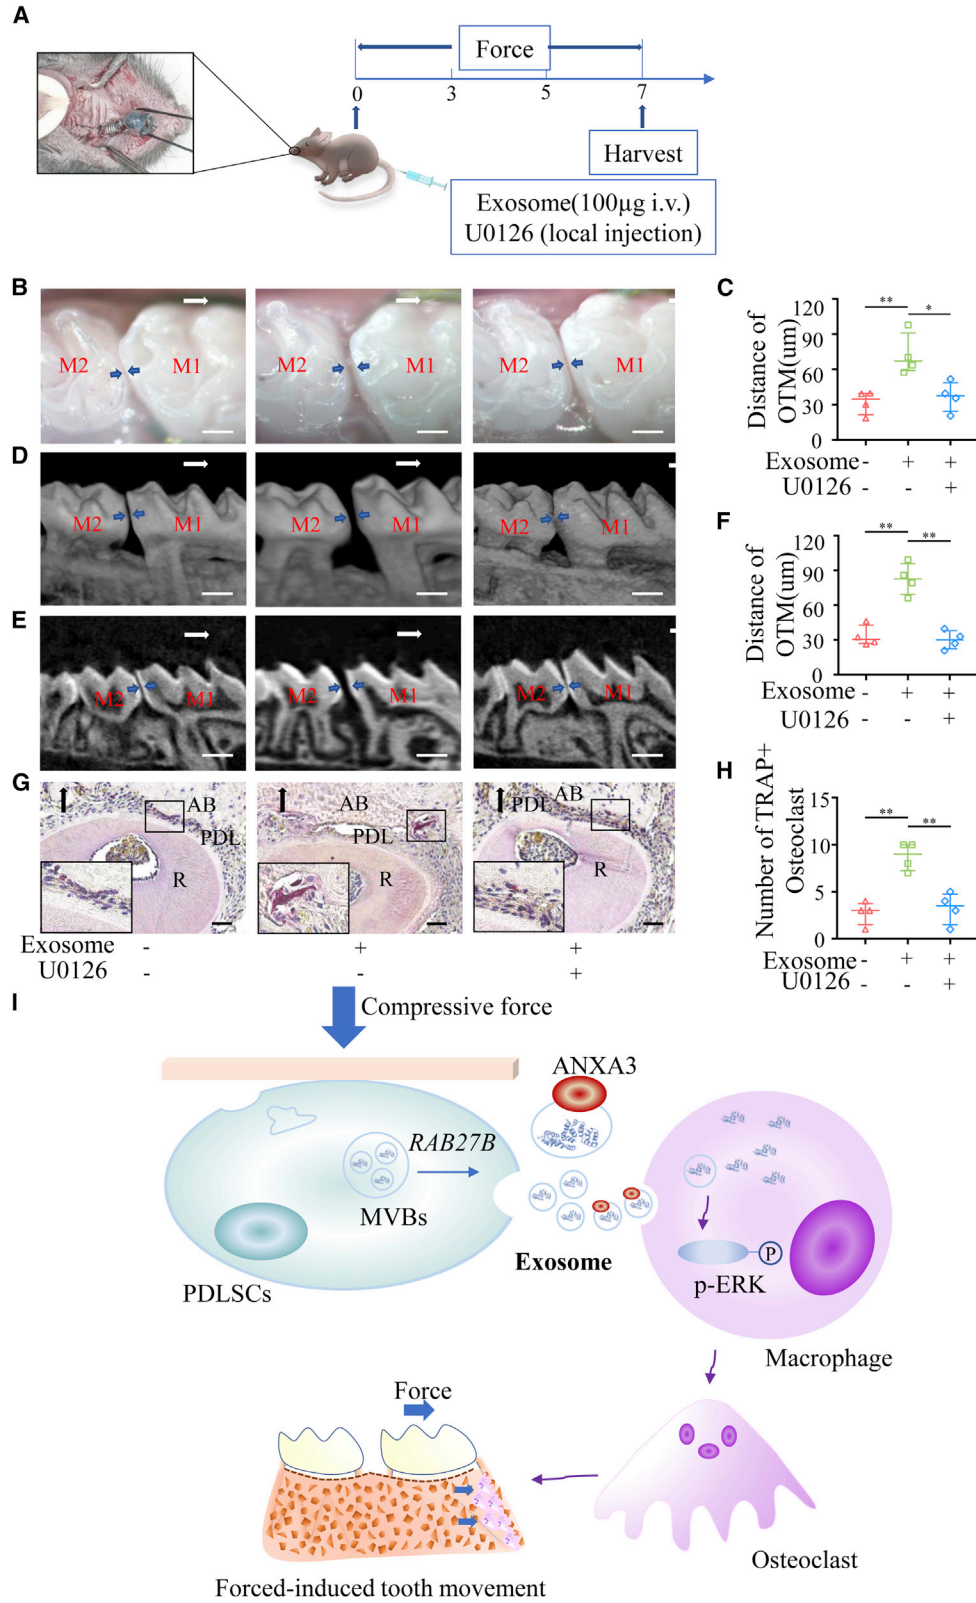 A
Force
0 3 5 7
Harvest
Exosome(100μg i.v.)
U0126 (local injection)
B
M2 M1
M2 M1
M2 M1
C
Distance of
OTM(um)
120
90
60
30
0
** *
Exosome - + +
U0126 - - +
D
M2 M1
M2 M1
M2 M1
E
M2 M1
M2 M1
M2 M1
F
Distance of
OTM(um)
120
90
60
30
0
** **
Exosome - + +
U0126 - - +
G
AB
PDL
R
AB
PDL
R
PDL AB
R
Exosome - + +
U0126 - - +
H
Number of TRAP+
Osteoclast
15
10
5
0
** **
Exosome - + +
U0126 - - +
I
Compressive force
ANXA3
RAB27B
MVBs
PDLSCs
Exosome
P
p-ERK
Macrophage
Force
Osteoclast
Forced-induced tooth movement